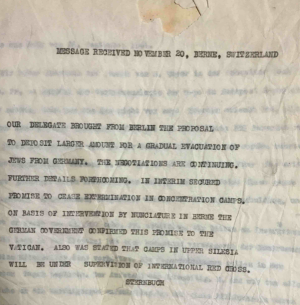 MESSAGE RECEIVED NOVEMBER 20, BERNE, SWITZERLAND
OUR DELEGATE BROUGHT FROM BERLIN THE PROPOSAL
TO DEPOSIT LARGER AMOUNT FOR A GRADUAL EVACUATION OF
JEWS FROM GERMANY. THE NEGOTIATIONS ARE CONTINUING.
FURTHER DETAILS FORTHCOMING. IN INTERIM SECURED
PROMISE TO CEASE EXTERMINATION IN CONCENTRATION CAMPS.
ON BASIS OF INTERVENTION BY NUNCIATURE IN BERNE THE
GERMAN GOVERNMENT CONFIRMED THIS PROMISE TO THE
VATICAN. ALSO WAS STATED THAT CAMPS IN UPPER SILESIA
WILL BE UNDER SUPERVISION OF INTERNATIONAL RED CROSS.
STERNBUCH